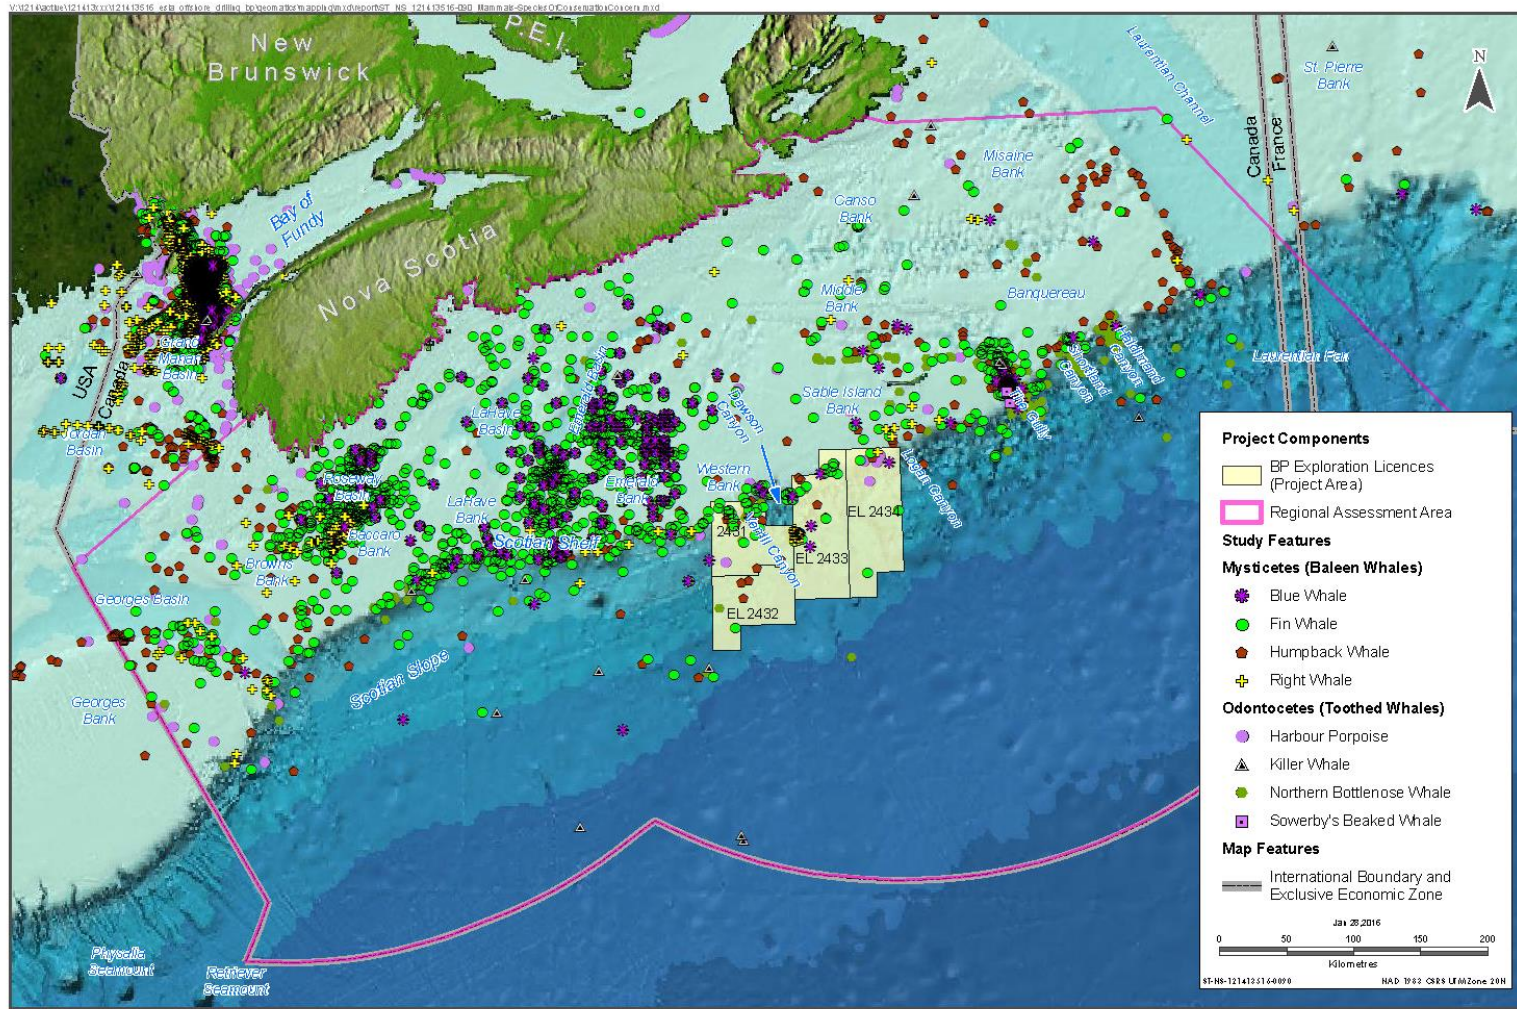 New
Brunswick
P.E.I
Laurentian Channel
St. Pierre
Bank
N
Canada
France
Misaine
Bank
Canso
Bank
Bay of
Fundy
Nova Scotia
Middle
Bank
Banquereau
Grand
Manan
Basin
USA
Canada
Laurentian Fan
Haldimand
Canyon
Shortland
Canyon
The Gully
Sable Island
Bank
Emerald Basin
LaHave
Basin
Dawson
Canyon
Jordan
Basin
Roseway
Basin
LaHave
Bank
Emerald
Bank
Western
Bank
Logan Canyon
EL 2434
2431
Verrill Canyon
EL 2433
EL 2432
Baccaro
Bank
Scotian Shelf
Browns
Bank
Georges Basin
Scotian Slope
Georges
Bank
Physalia
Seamount
Retriever
Seamount
Project Components
BP Exploration Licences
(Project Area)
Regional Assessment Area
Study Features
Mysticetes (Baleen Whales)
Blue Whale
Fin Whale
Humpback Whale
Right Whale
Odontocetes (Toothed Whales)
Harbour Porpoise
Killer Whale
Northern Bottlenose Whale
Sowerby's Beaked Whale
Map Features
International Boundary and
Exclusive Economic Zone
Jan 28,2016
0 50 100 150 200
Kilometres
ST-NS-121413516-0090 NAD 1983 CSRS UTM Zone 20N